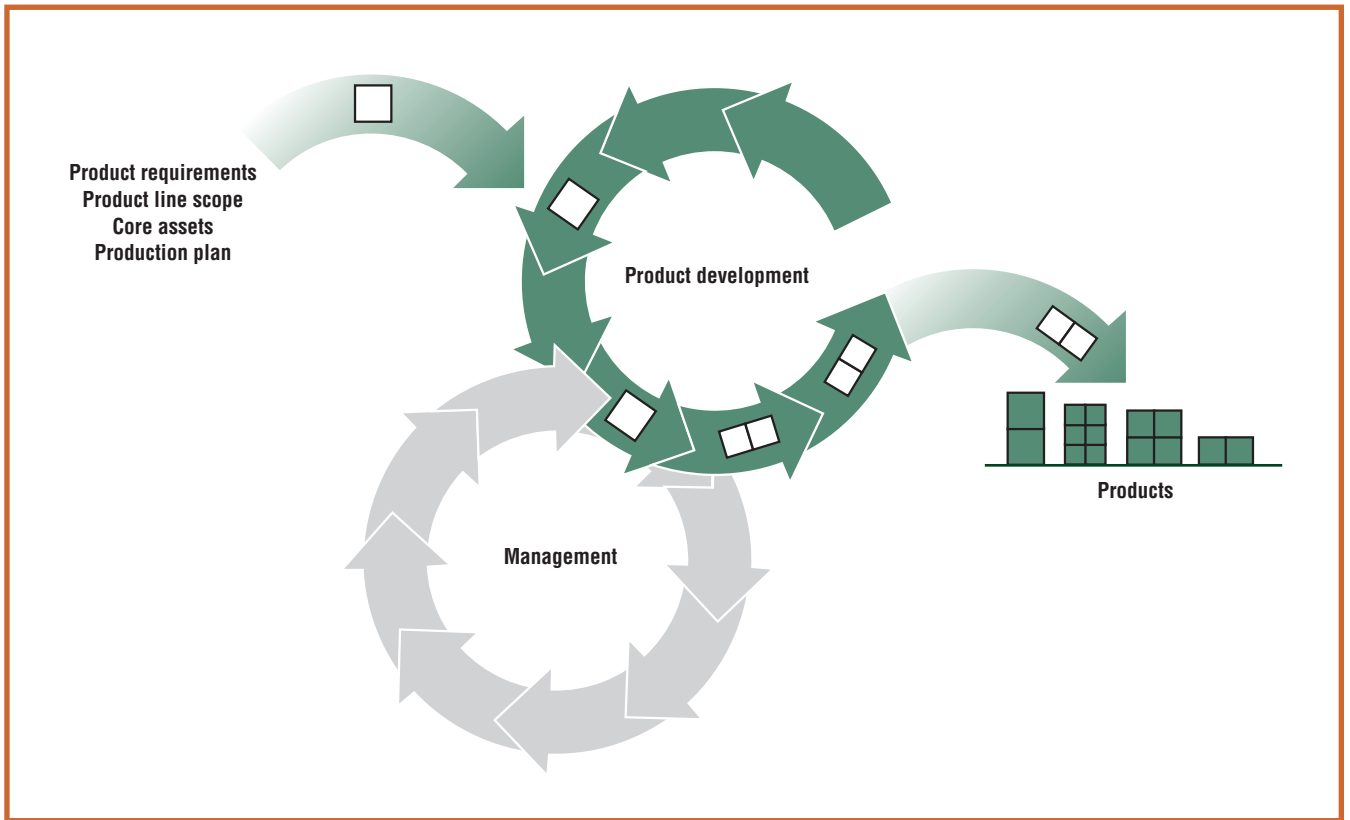 Product requirements
Product line scope
Core assets
Production plan
Product development
Management
Products